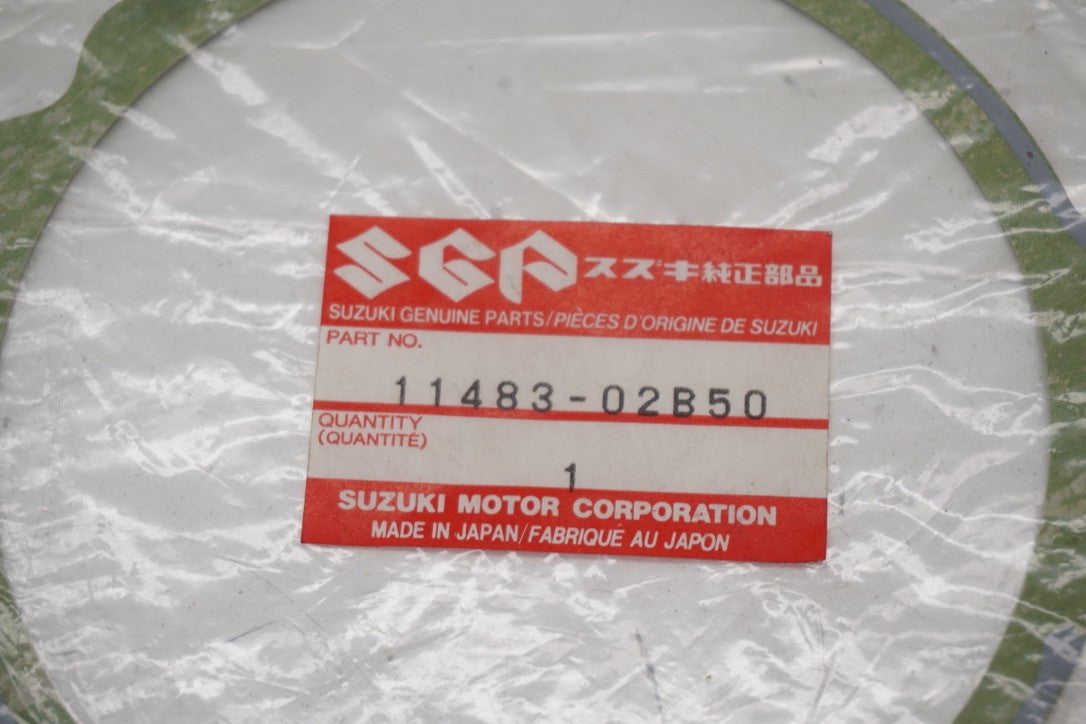 SGP スズキ純正部品
SUZUKI GENUINE PARTS/PIÈCES D'ORIGINE DE SUZUKI
PART NO.
11483-02B50
QUANTITY
(QUANTITÉ)
1
SUZUKI MOTOR CORPORATION
MADE IN JAPAN/FABRIQUÉ AU JAPON